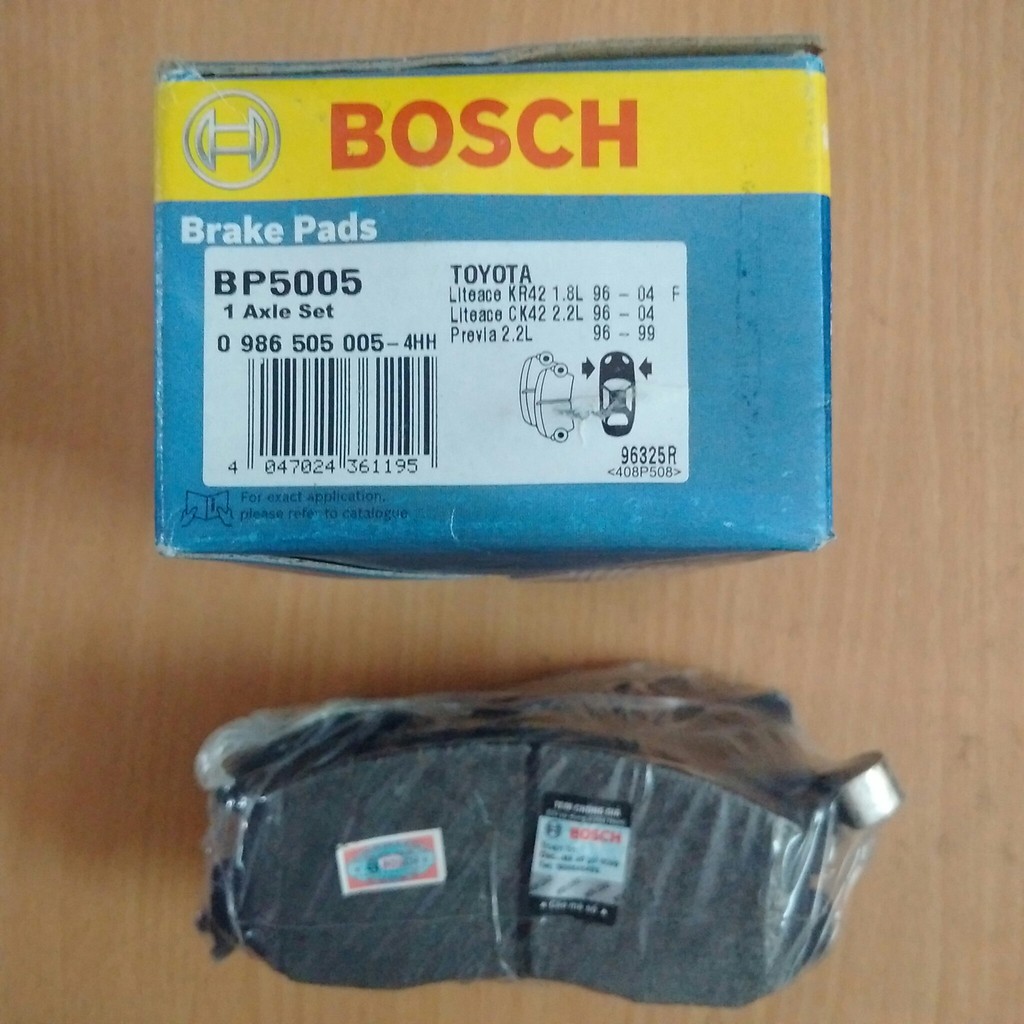 BOSCH
Brake Pads
BP5005
1 Axle Set
0 986 505 005-4HH
4 047024 361195
TOYOTA
Liteace KR42 1.8L 96 - 04 F
Liteace CK42 2.2L 96 - 04
Previa 2.2L 96 - 99
96325R
<408P508>
For exact application,
please refer to catalogue
BOSCH